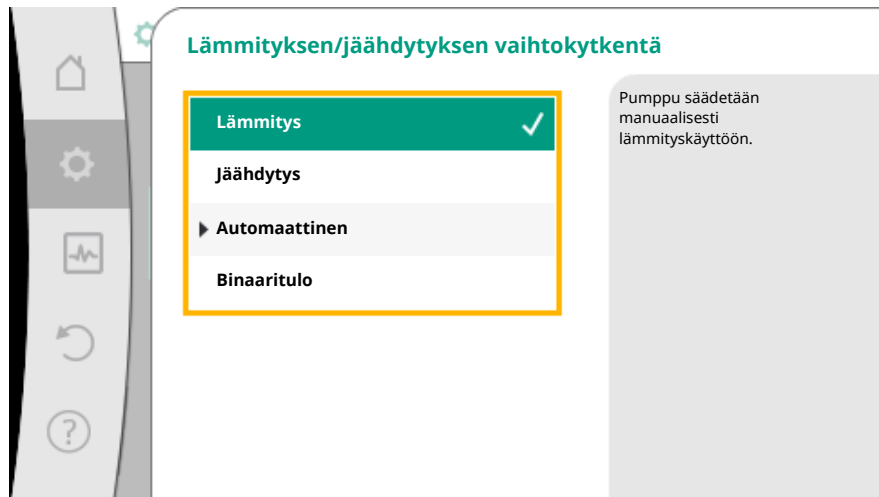 Lämmityksen/jäähdytyksen vaihtokytkentä
Lämmitys
Jäähdytys
Automaattinen
Binaaritulo
Pumppu säädetään
manuaalisesti
lämmityskäyttöön.